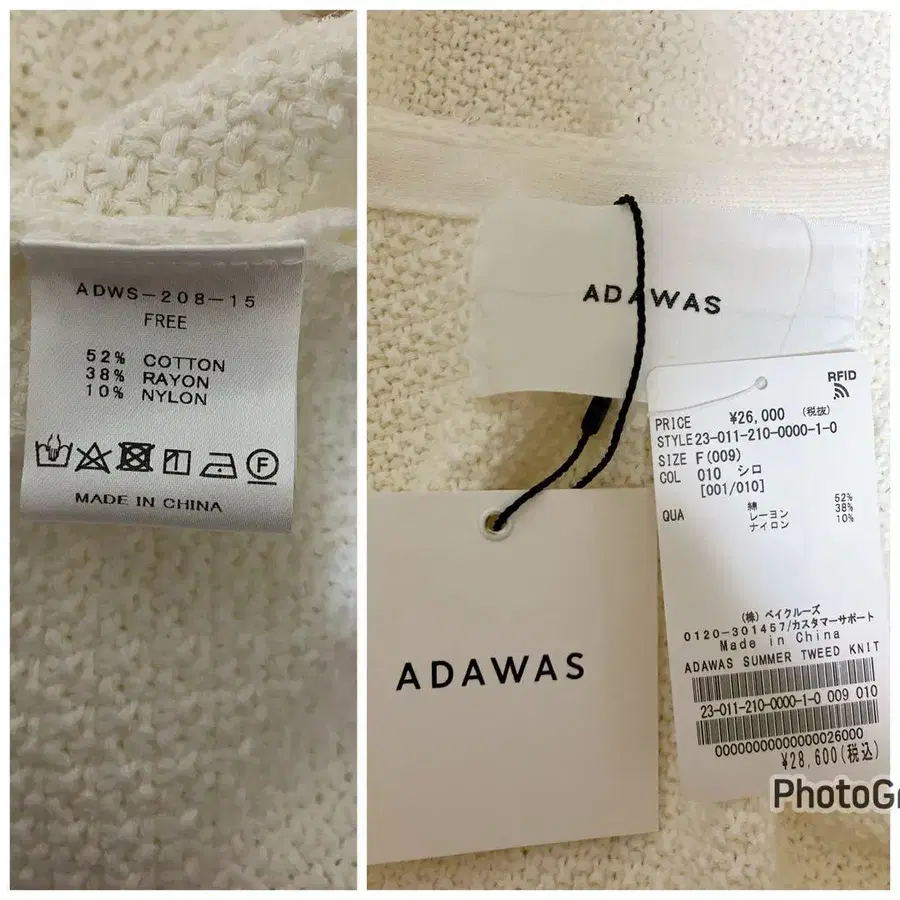 ADWS-208-15
FREE
52% COTTON
38% RAYON
10% NYLON
MADE IN CHINA
ADAWAS
ADAWAS
RFID
PRICE ¥26,000 (税抜)
STYLE23-011-210-0000-1-0
SIZE F(009)
COL 010 シロ
[001/010]
QUA 綿 52%
レーヨン 38%
ナイロン 10%
(株) ベイクルーズ
0120-301457/カスタマーサポート
Made in China
ADAWAS SUMMER TWEED KNIT
23-011-210-0000-1-0 009 010
00000000000000026000
¥28,600(税込)
PhotoGr